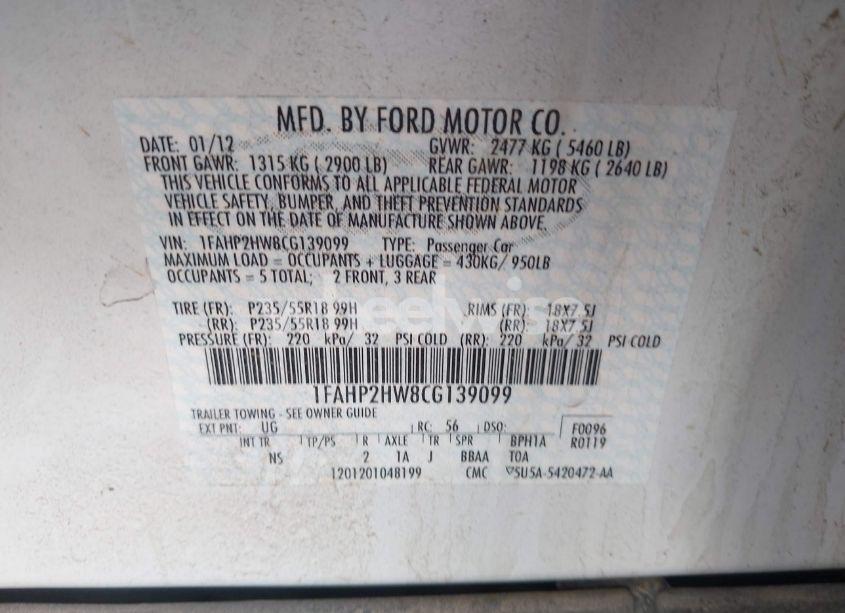 MFD. BY FORD MOTOR CO.
DATE: 01/12 GVWR: 2477 KG ( 5460 LB)
FRONT GAWR: 1315 KG ( 2900 LB) REAR GAWR: 1198 KG ( 2640 LB)
THIS VEHICLE CONFORMS TO ALL APPLICABLE FEDERAL MOTOR
VEHICLE SAFETY, BUMPER, AND THEFT PREVENTION STANDARDS
IN EFFECT ON THE DATE OF MANUFACTURE SHOWN ABOVE.
VIN: 1FAHP2HW8CG139099 TYPE: Passenger Car
MAXIMUM LOAD = OCCUPANTS + LUGGAGE = 430KG/ 950LB
OCCUPANTS = 5 TOTAL; 2 FRONT, 3 REAR
TIRE (FR): P235/55R18 99H RIMS (FR): 18X7.5J
(RR): P235/55R18 99H (RR): 18X7.5J
PRESSURE (FR): 220 kPa/ 32 PSI COLD (RR): 220 kPa/ 32 PSI COLD
1FAHP2HW8CG139099
TRAILER TOWING - SEE OWNER GUIDE
EXT PNT: UG RC: 56 DSO: F0096
INT TR TP/PS R AXLE TR SPR BPH1A R0119
NS 2 1A J BBAA TOA
1201201048199 CMC 5U5A-5420472-AA